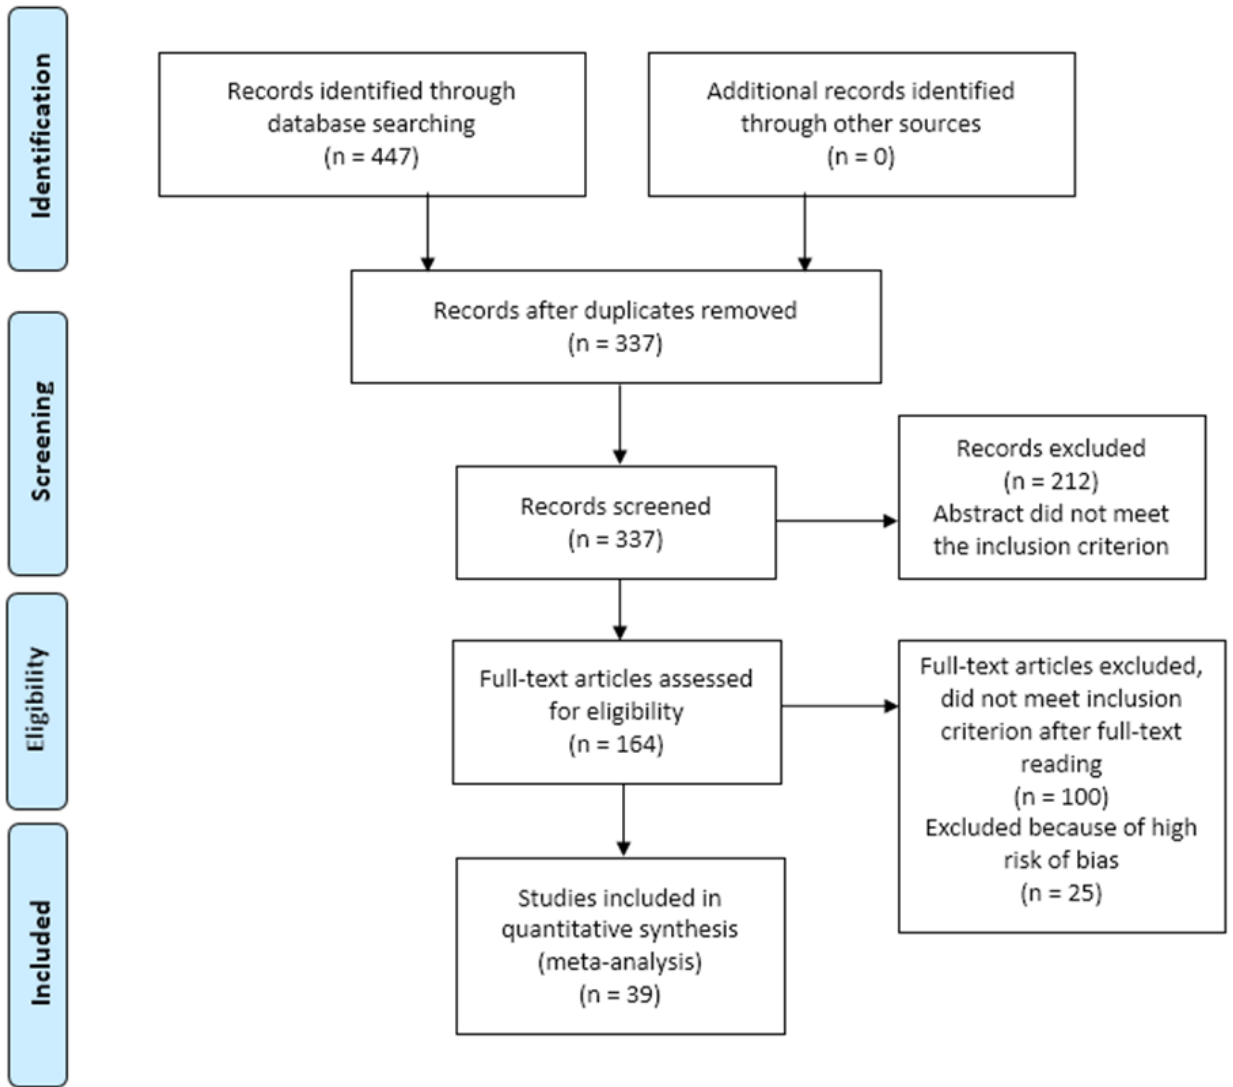 Identification
Records identified through
database searching
(n = 447)
Additional records identified
through other sources
(n = 0)
Records after duplicates removed
(n = 337)
Screening
Records screened
(n = 337)
Records excluded
(n = 212)
Abstract did not meet
the inclusion criterion
Eligibility
Full-text articles assessed
for eligibility
(n = 164)
Full-text articles excluded,
did not meet inclusion
criterion after full-text
reading
(n = 100)
Excluded because of high
risk of bias
(n = 25)
Included
Studies included in
quantitative synthesis
(meta-analysis)
(n = 39)